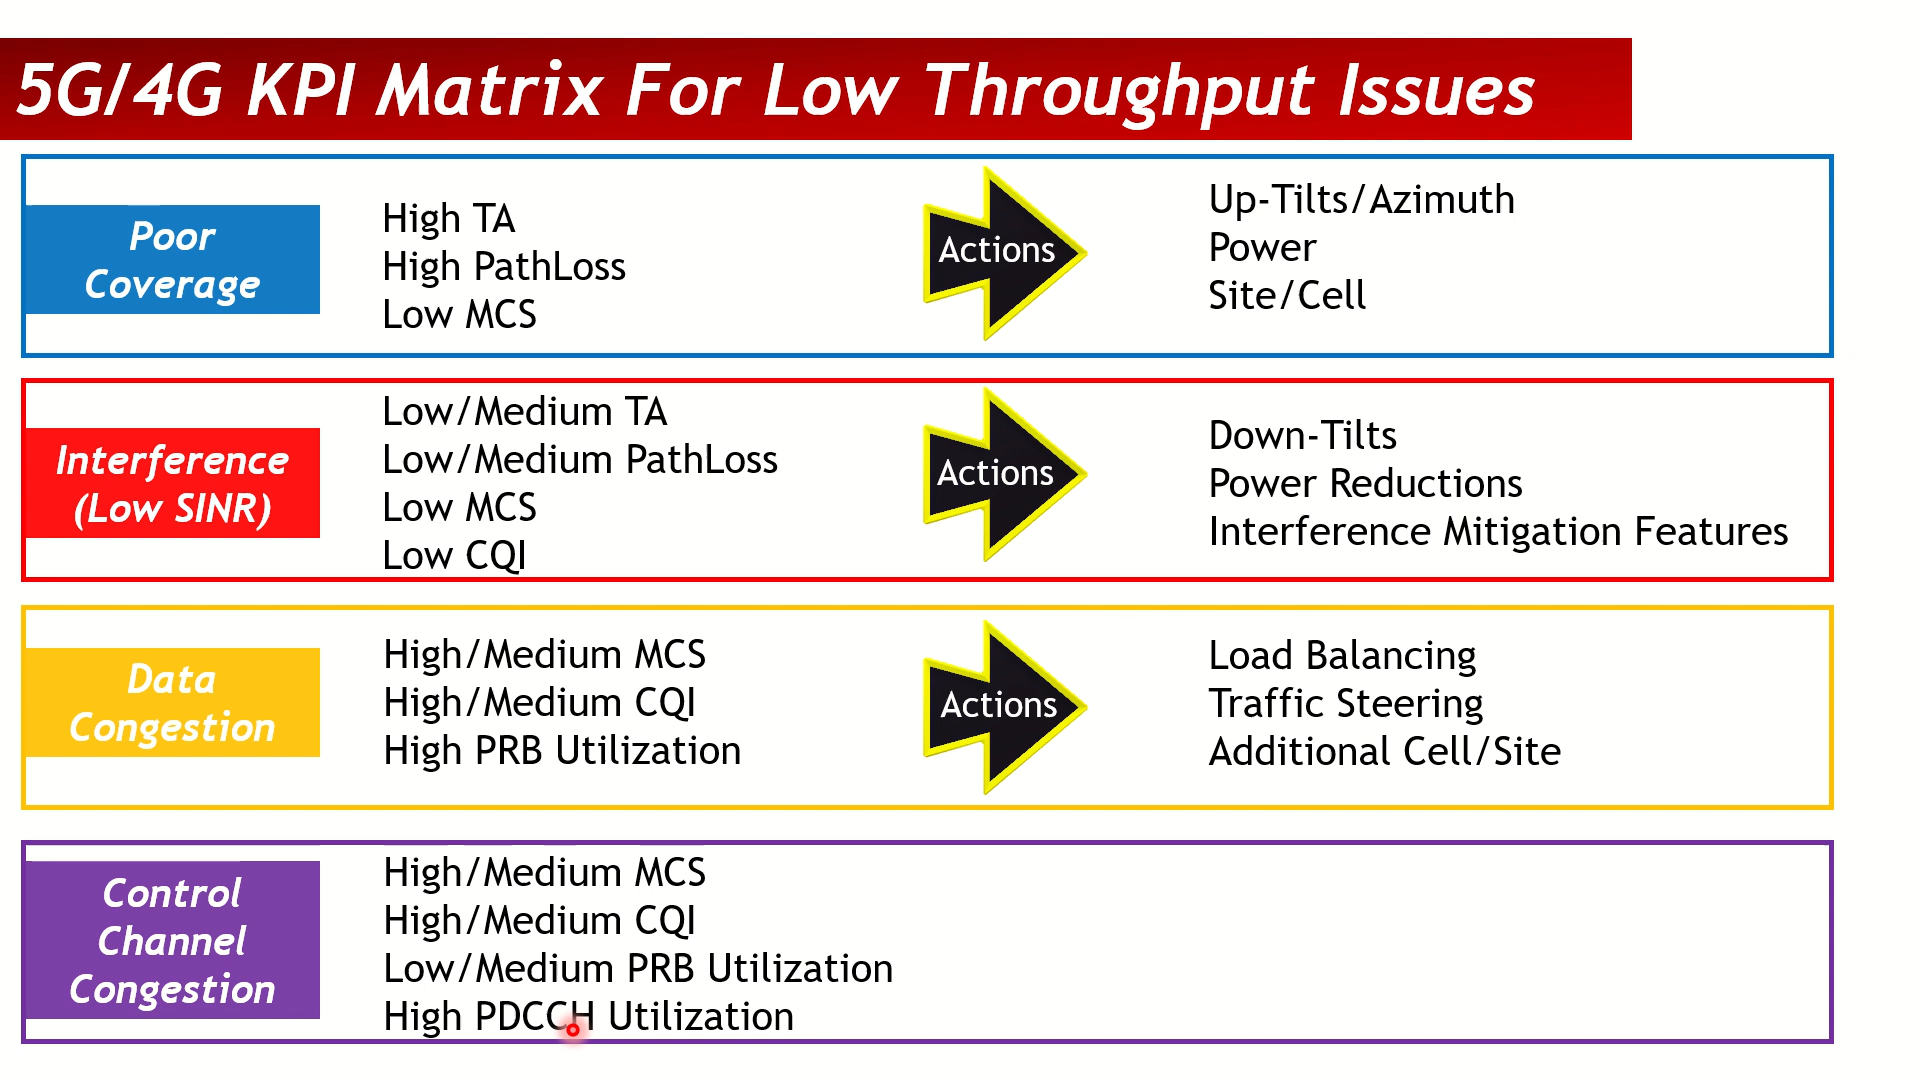 5G/4G KPI Matrix For Low Throughput Issues
Poor
Coverage
High TA
High PathLoss
Low MCS
Actions
Up-Tilts/Azimuth
Power
Site/Cell
Interference
(Low SINR)
Low/Medium TA
Low/Medium PathLoss
Low MCS
Low CQI
Actions
Down-Tilts
Power Reductions
Interference Mitigation Features
Data
Congestion
High/Medium MCS
High/Medium CQI
High PRB Utilization
Actions
Load Balancing
Traffic Steering
Additional Cell/Site
Control
Channel
Congestion
High/Medium MCS
High/Medium CQI
Low/Medium PRB Utilization
High PDCCH Utilization